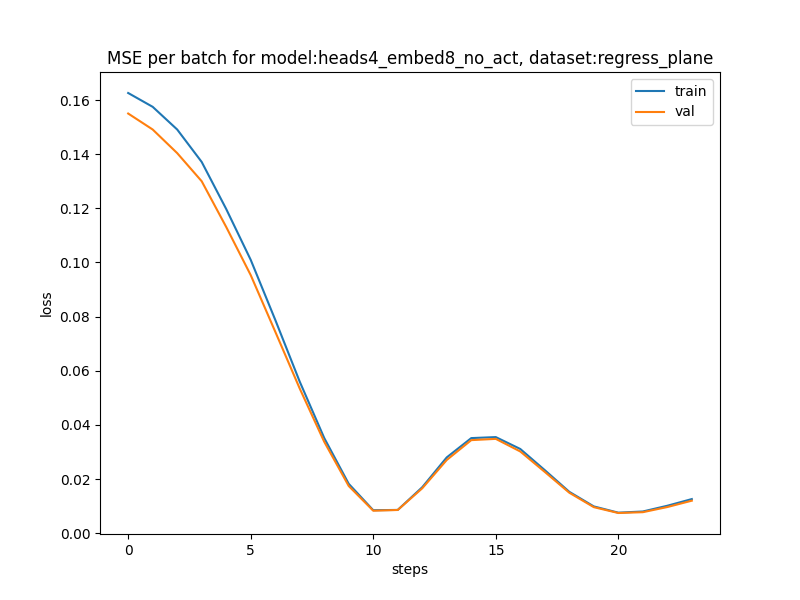 MSE per batch for model:heads4_embed8_no_act, dataset:regress_plane
train
val
0.16
0.14
0.12
0.10
0.08
0.06
0.04
0.02
0.00
loss
0 5 10 15 20
steps